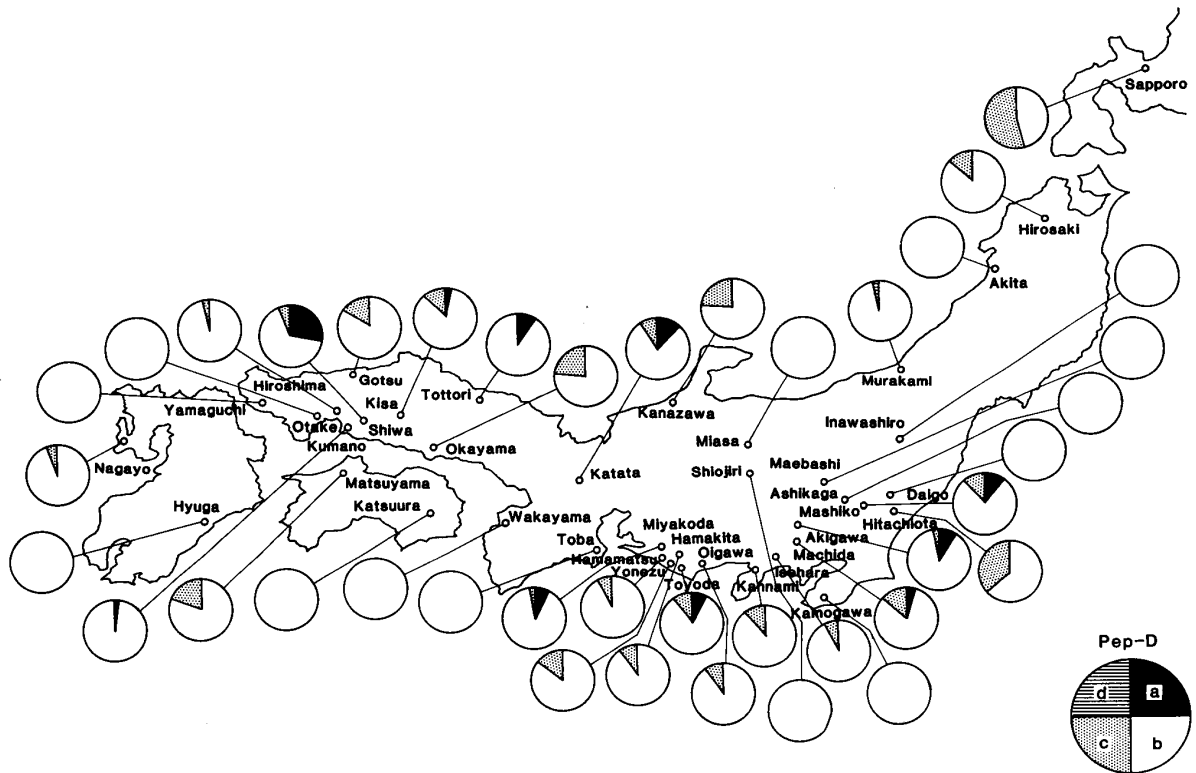 Sapporo
Hirosaki
Akita
Murakami
Inawashiro
Kanazawa
Miasa
Shiojiri
Maebashi
Ashikaga
Mashiko
Daigo
Hitachiota
Akigawa
Machida
Isehara
Kamogawa
Kannami
Oigawa
Hamakita
Miyakoda
Toyoda
Yonezu
Hamamatsu
Toba
Wakayama
Katata
Tottori
Okayama
Gotsu
Kisa
Shiwa
Hiroshima
Otake
Kumano
Yamaguchi
Matsuyama
Katsuura
Nagayo
Hyuga
Pep-D
d a
c b